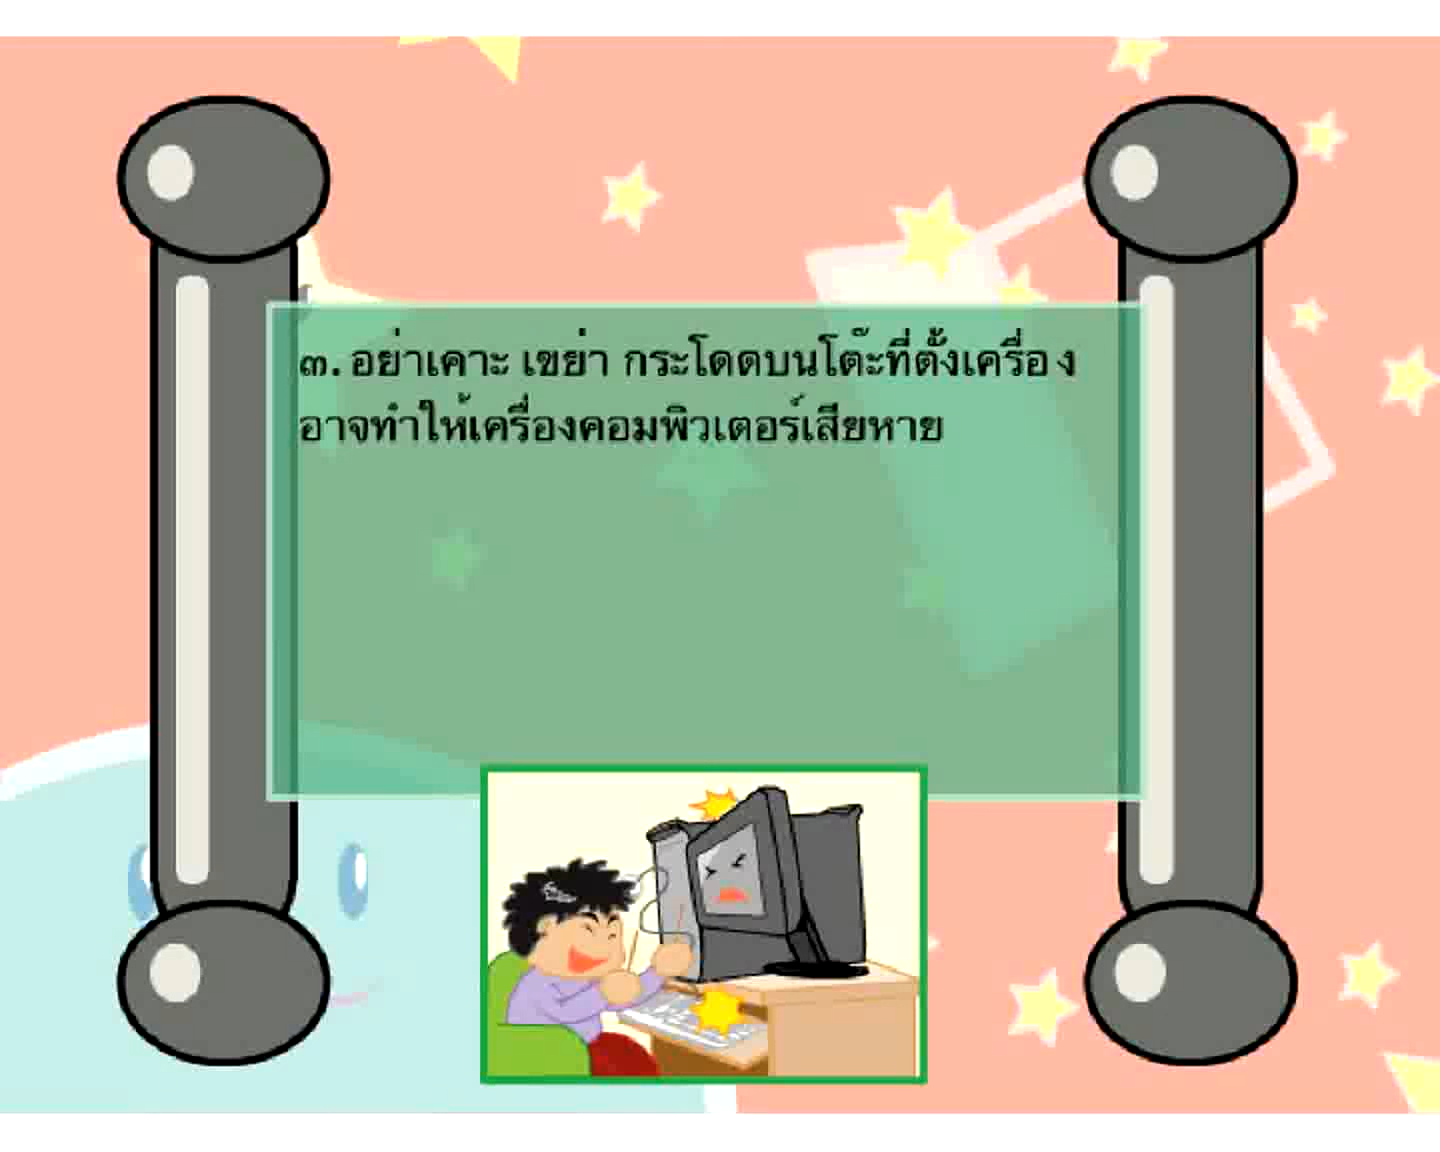 ๓. อย่าเคาะ เขย่า กระโดดบนโต๊ะที่ตั้งเครื่อง
อาจทำให้เครื่องคอมพิวเตอร์เสียหาย